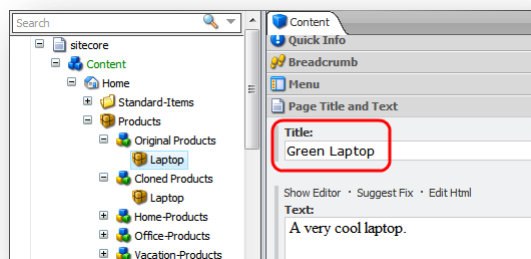 Search
sitecore
Content
Home
Standard-Items
Products
Original Products
Laptop
Cloned Products
Laptop
Home-Products
Office-Products
Vacation-Products
Content
Quick Info
Breadcrumb
Menu
Page Title and Text
Title:
Green Laptop
Show Editor · Suggest Fix · Edit Html
Text:
A very cool laptop.